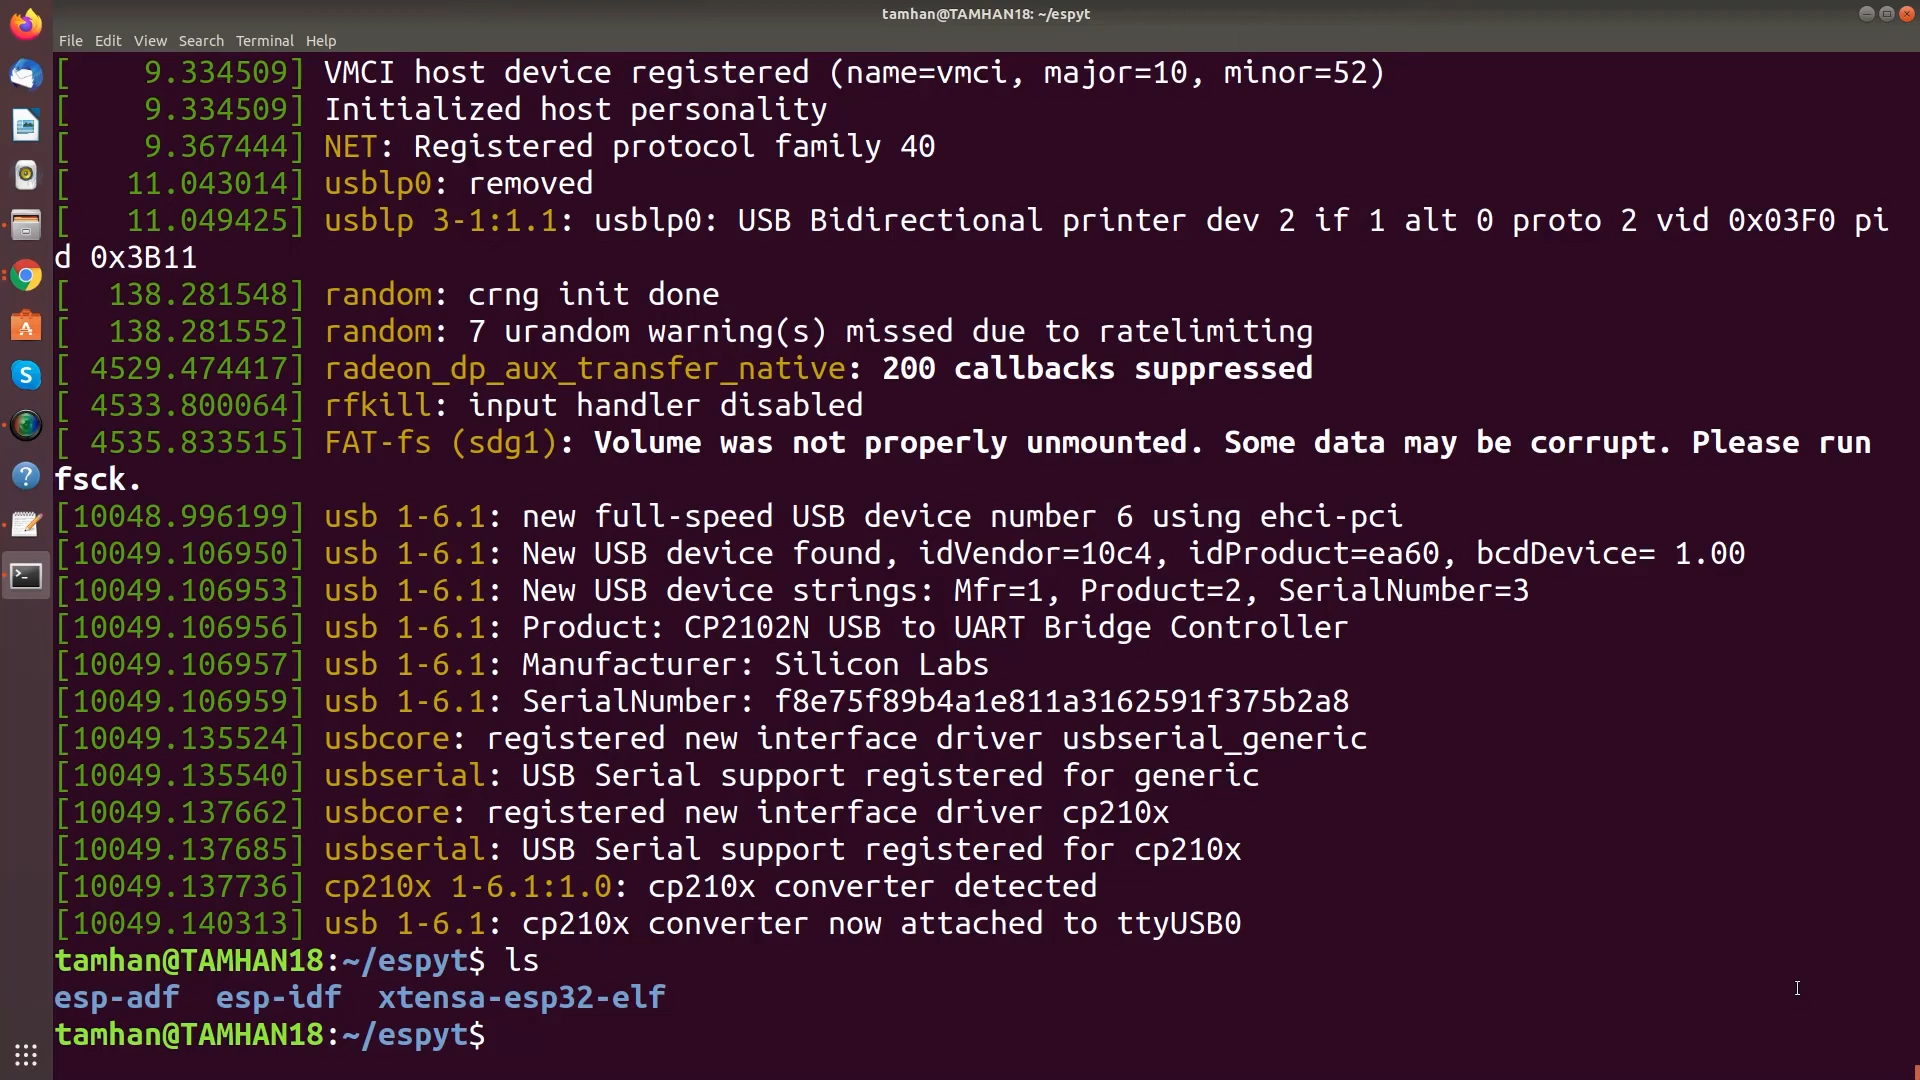 tamhan@TAMHAN18: ~/espyt
File Edit View Search Terminal Help
[    9.334509] VMCI host device registered (name=vmci, major=10, minor=52)
[    9.334509] Initialized host personality
[    9.367444] NET: Registered protocol family 40
[   11.043014] usblp0: removed
[   11.049425] usblp 3-1:1.1: usblp0: USB Bidirectional printer dev 2 if 1 alt 0 proto 2 vid 0x03F0 pi
d 0x3B11
[  138.281548] random: crng init done
[  138.281552] random: 7 urandom warning(s) missed due to ratelimiting
[ 4529.474417] radeon_dp_aux_transfer_native: 200 callbacks suppressed
[ 4533.800064] rfkill: input handler disabled
[ 4535.833515] FAT-fs (sdg1): Volume was not properly unmounted. Some data may be corrupt. Please run
fsck.
[10048.996199] usb 1-6.1: new full-speed USB device number 6 using ehci-pci
[10049.106950] usb 1-6.1: New USB device found, idVendor=10c4, idProduct=ea60, bcdDevice= 1.00
[10049.106953] usb 1-6.1: New USB device strings: Mfr=1, Product=2, SerialNumber=3
[10049.106956] usb 1-6.1: Product: CP2102N USB to UART Bridge Controller
[10049.106957] usb 1-6.1: Manufacturer: Silicon Labs
[10049.106959] usb 1-6.1: SerialNumber: f8e75f89b4a1e811a3162591f375b2a8
[10049.135524] usbcore: registered new interface driver usbserial_generic
[10049.135540] usbserial: USB Serial support registered for generic
[10049.137662] usbcore: registered new interface driver cp210x
[10049.137685] usbserial: USB Serial support registered for cp210x
[10049.137736] cp210x 1-6.1:1.0: cp210x converter detected
[10049.140313] usb 1-6.1: cp210x converter now attached to ttyUSB0
tamhan@TAMHAN18:~/espyt$ ls
esp-adf  esp-idf  xtensa-esp32-elf
tamhan@TAMHAN18:~/espyt$